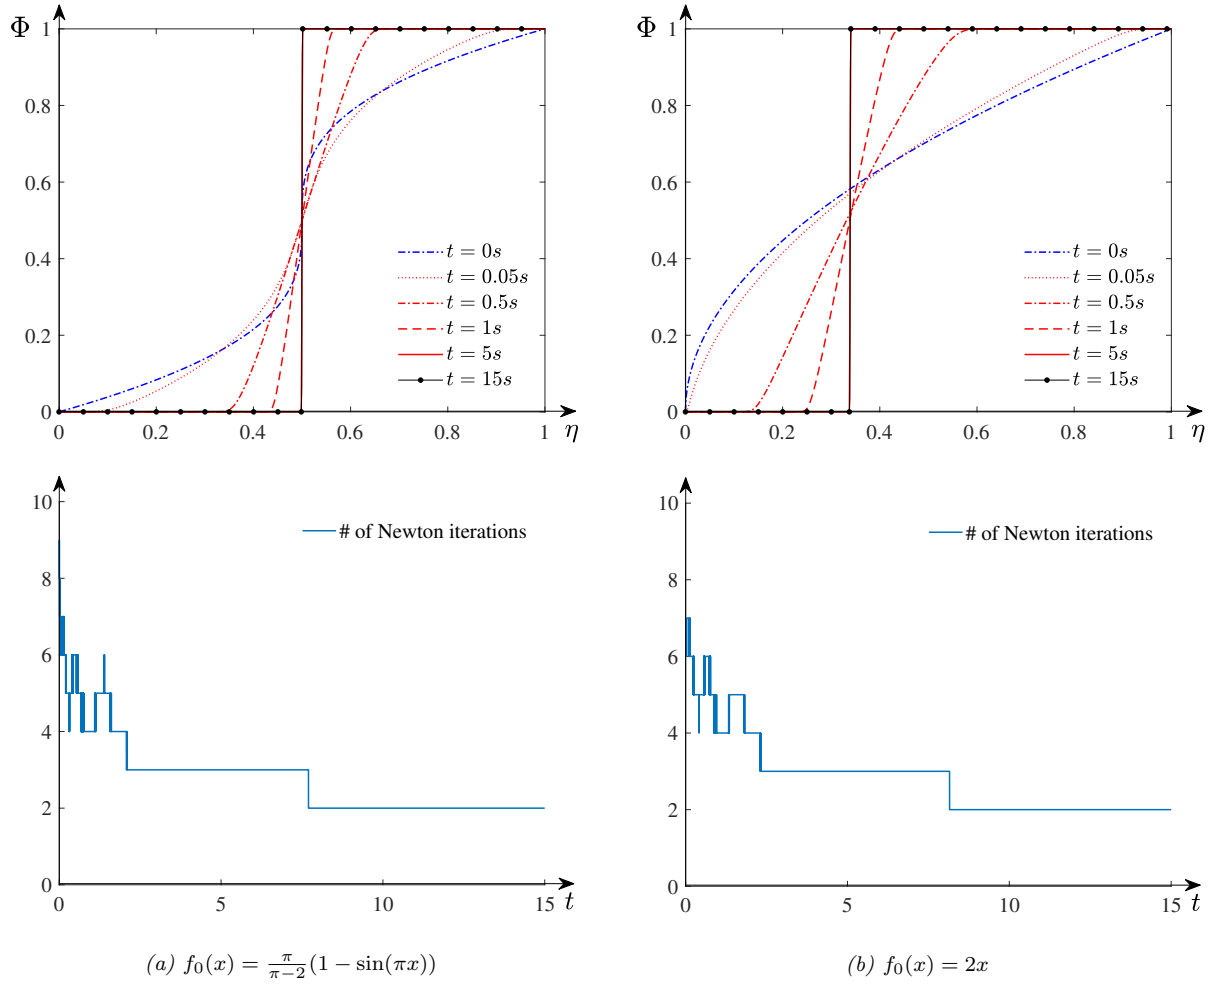 Φ
1
0.8
0.6
0.4
0.2
0
t = 0s
t = 0.05s
t = 0.5s
t = 1s
t = 5s
t = 15s
0 0.2 0.4 0.6 0.8 1 η
Φ
1
0.8
0.6
0.4
0.2
0
t = 0s
t = 0.05s
t = 0.5s
t = 1s
t = 5s
t = 15s
0 0.2 0.4 0.6 0.8 1 η
10
8
6
4
2
0
# of Newton iterations
0 5 10 15 t
10
8
6
4
2
0
# of Newton iterations
0 5 10 15 t
(a) f₀(x) = π/(π−2) (1 − sin(πx))
(b) f₀(x) = 2x